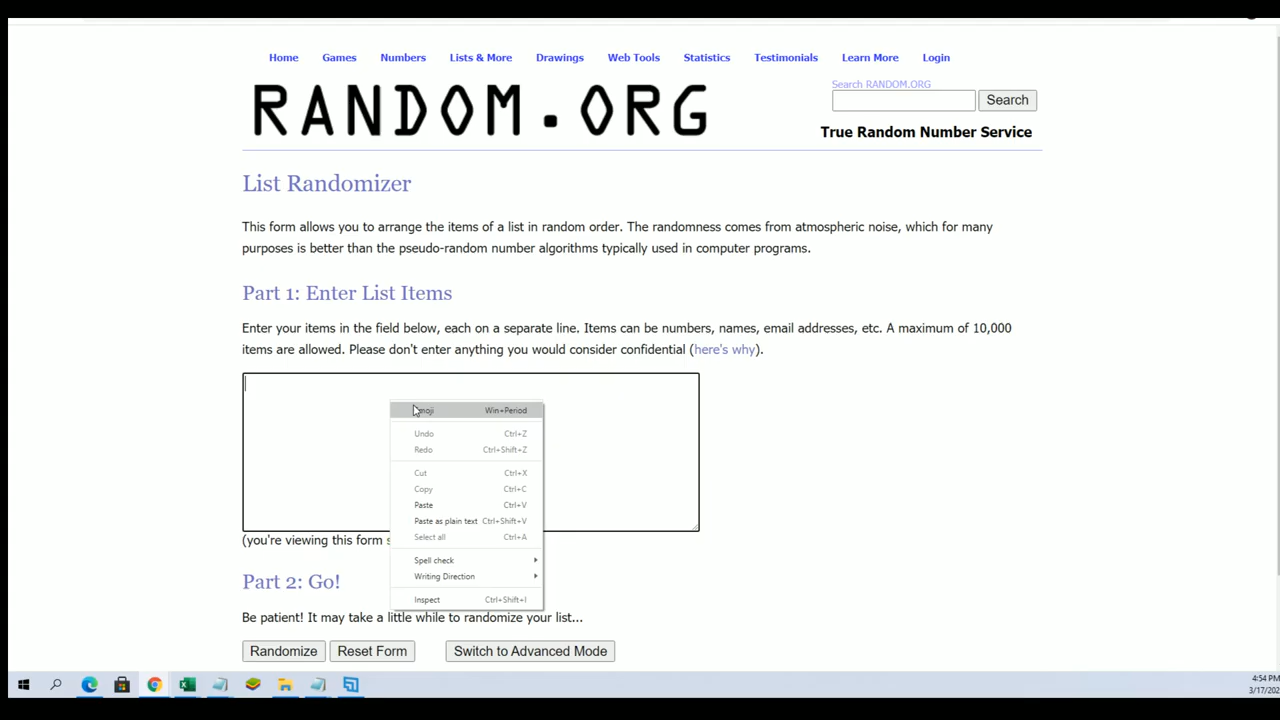 Home Games Numbers Lists & More Drawings Web Tools Statistics Testimonials Learn More Login
RANDOM.ORG
Search RANDOM.ORG
Search
True Random Number Service
List Randomizer
This form allows you to arrange the items of a list in random order. The randomness comes from atmospheric noise, which for many
purposes is better than the pseudo-random number algorithms typically used in computer programs.
Part 1: Enter List Items
Enter your items in the field below, each on a separate line. Items can be numbers, names, email addresses, etc. A maximum of 10,000
items are allowed. Please don't enter anything you would consider confidential (here's why).
Win+Period
Undo Ctrl+Z
Redo Ctrl+Shift+Z
Cut Ctrl+X
Copy Ctrl+C
Paste Ctrl+V
Paste as plain text Ctrl+Shift+V
Select all Ctrl+A
Spell check
Writing Direction
Inspect Ctrl+Shift+I
(you're viewing this form
Part 2: Go!
Be patient! It may take a little while to randomize your list...
Randomize Reset Form Switch to Advanced Mode
4:54 PM